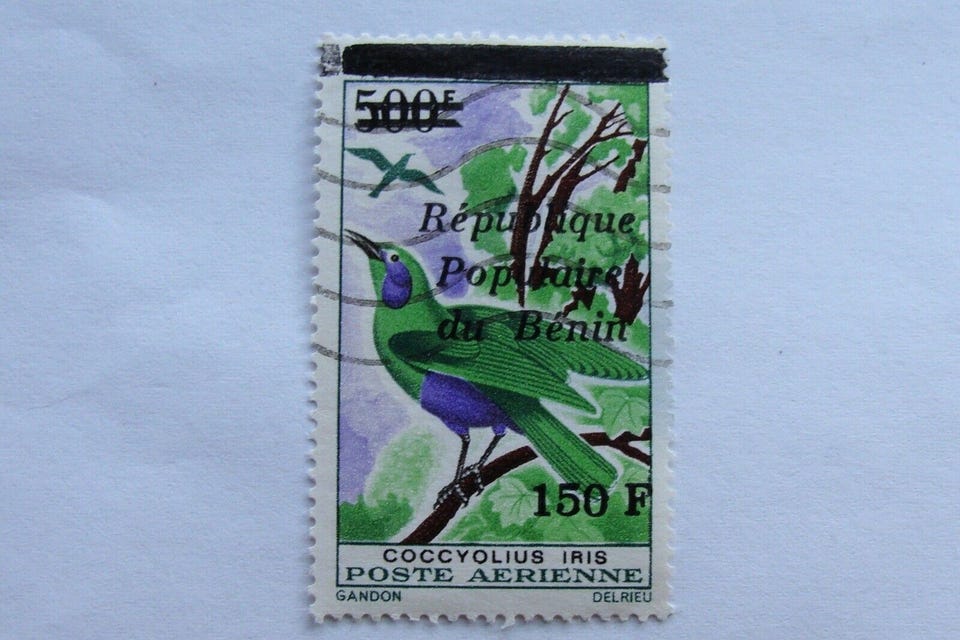 500F
République
Populaire
du Bénin
150 F
COCCYOLIUS IRIS
POSTE AERIENNE
GANDON DELRIEU